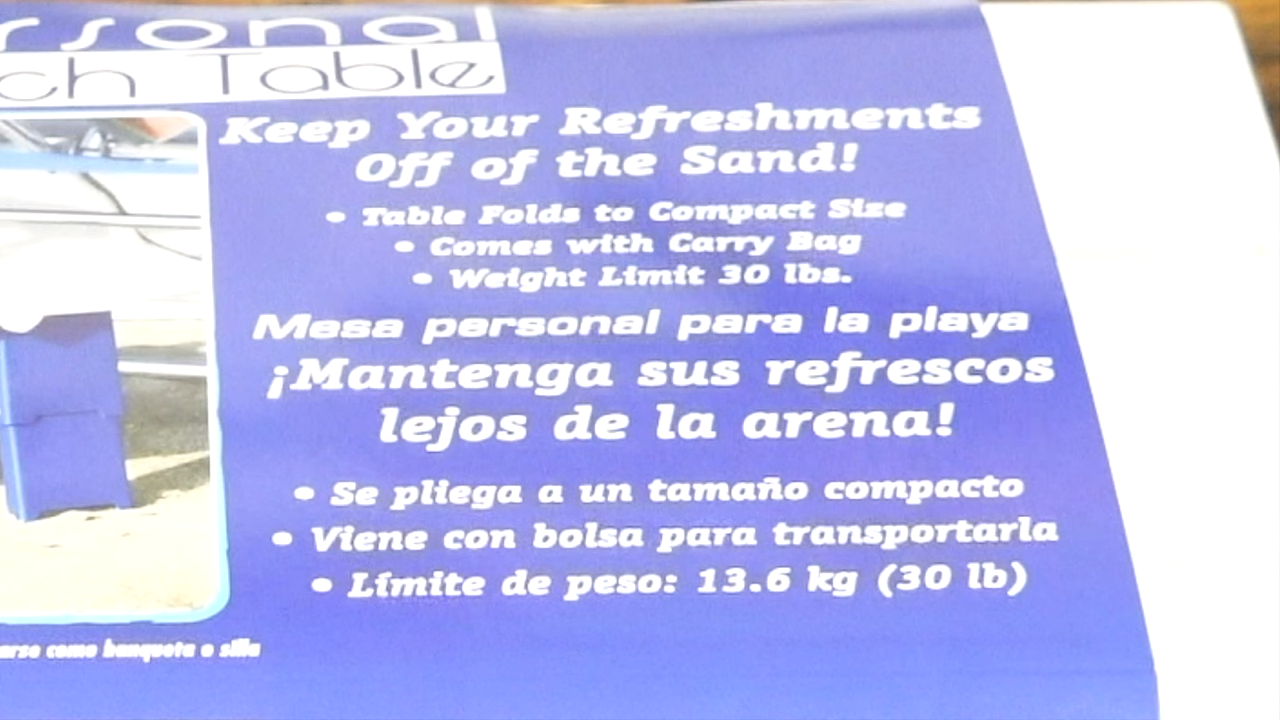 rsonal
ch Table
Keep Your Refreshments
Off of the Sand!
• Table Folds to Compact Size
• Comes with Carry Bag
• Weight Limit 30 lbs.
Mesa personal para la playa
¡Mantenga sus refrescos
lejos de la arena!
• Se pliega a un tamaño compacto
• Viene con bolsa para transportarla
• Límite de peso: 13.6 kg (30 lb)
arse como banqueta o silla